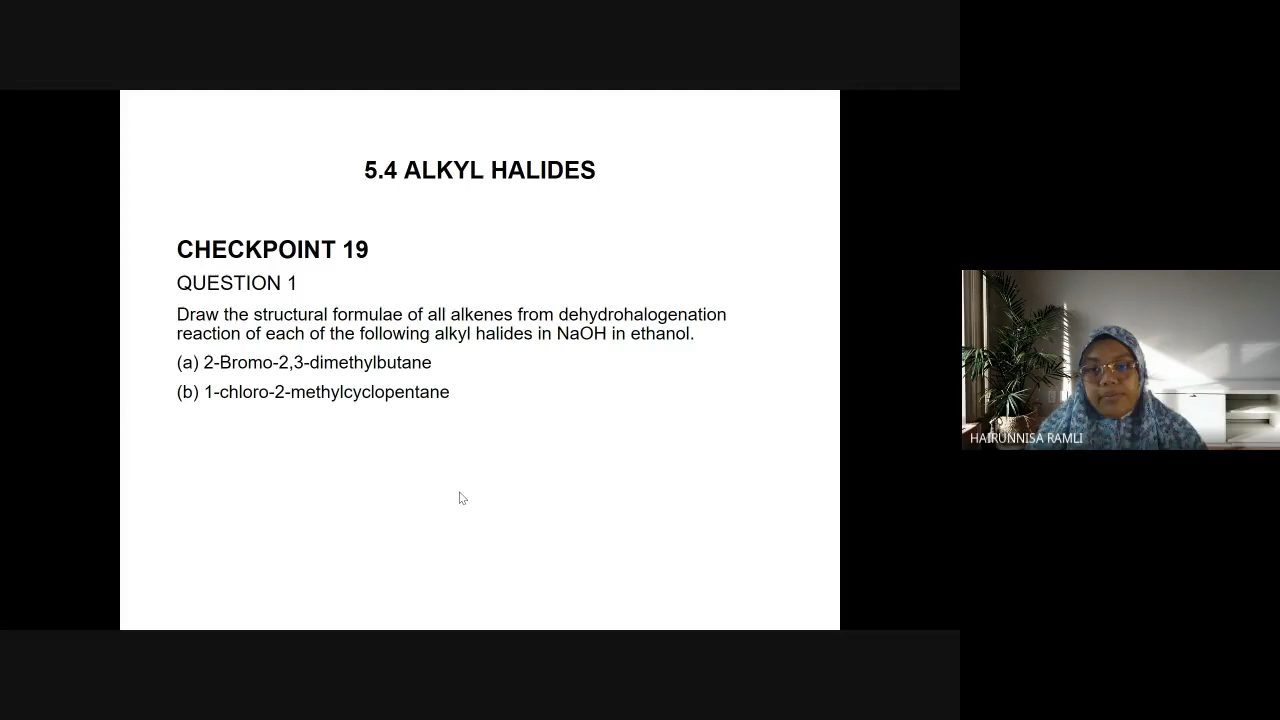 5.4 ALKYL HALIDES
CHECKPOINT 19
QUESTION 1
Draw the structural formulae of all alkenes from dehydrohalogenation
reaction of each of the following alkyl halides in NaOH in ethanol.
(a) 2-Bromo-2,3-dimethylbutane
(b) 1-chloro-2-methylcyclopentane
HAIRUNNISA RAMLI